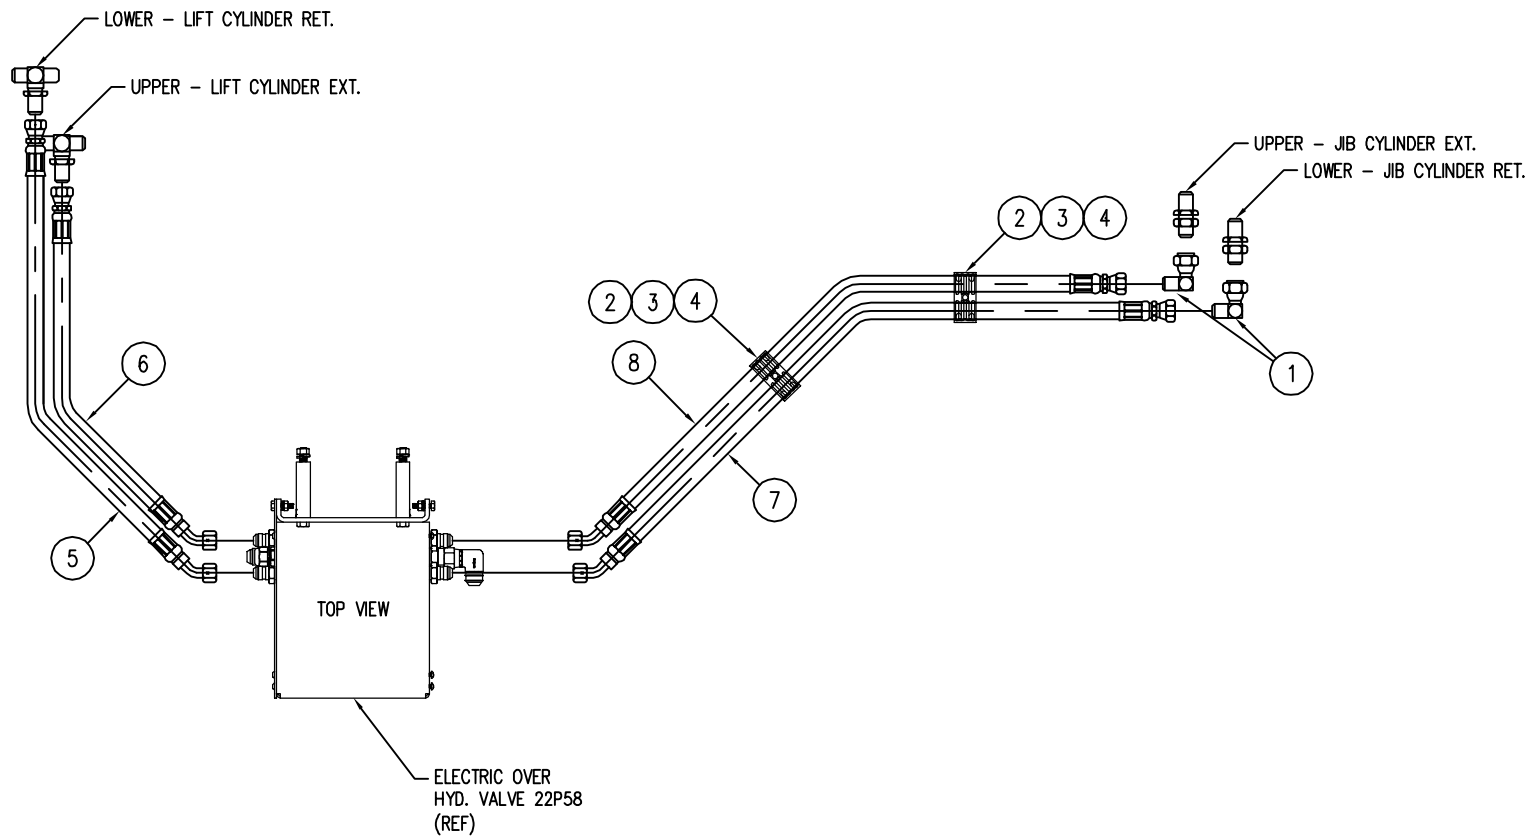 LOWER – LIFT CYLINDER RET.
UPPER – LIFT CYLINDER EXT.
UPPER – JIB CYLINDER EXT.
LOWER – JIB CYLINDER RET.
2 3 4
2 3 4
6
8
1
7
5
TOP VIEW
ELECTRIC OVER
HYD. VALVE 22P58
(REF)